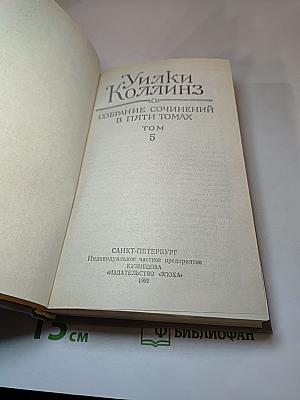 Уилки
Коллинз
СОБРАНИЕ СОЧИНЕНИЙ
В ПЯТИ ТОМАХ
ТОМ
5
САНКТ-ПЕТЕРБУРГ
Индивидуальное частное предприятие
КУЗНЕЦОВА
«ИЗДАТЕЛЬСТВО «ЭПОХА»
1992
15 СМ
Ф БИБЛИОФАН